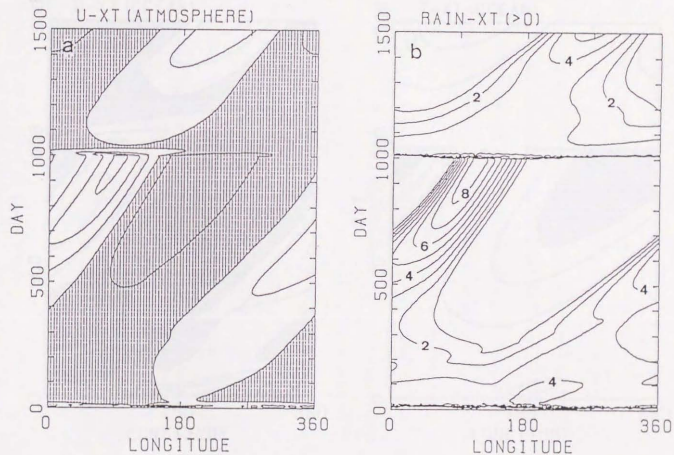 U-XT(ATMOSPHERE)
a
1500
1000
500
0
DAY
0
180
360
LONGITUDE
RAIN-XT(>0)
b
1500
1000
500
0
DAY
4
2
2
8
6
4
4
2
4
0
180
360
LONGITUDE